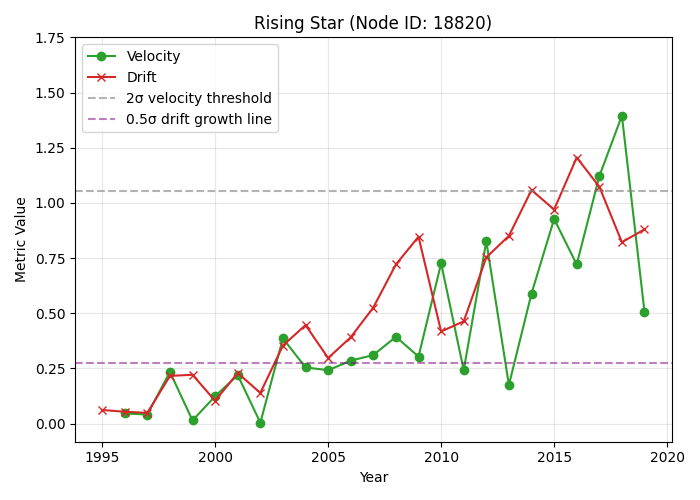 Rising Star (Node ID: 18820)
Velocity
Drift
2σ velocity threshold
0.5σ drift growth line
Metric Value
1.75
1.50
1.25
1.00
0.75
0.50
0.25
0.00
1995
2000
2005
2010
2015
2020
Year